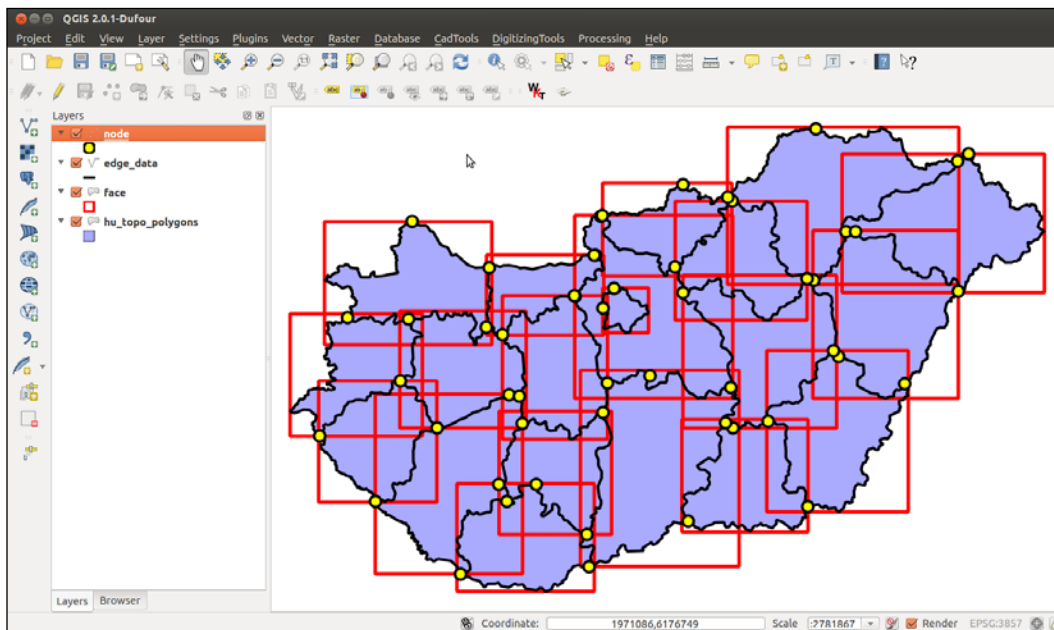 QGIS 2.0.1-Dufour
Project Edit View Layer Settings Plugins Vector Raster Database CadTools DigitizingTools Processing Help
Layers
node
edge_data
face
hu_topo_polygons
Layers Browser
Coordinate: 1971086,6176749 Scale :2781867 Render EPSG:3857